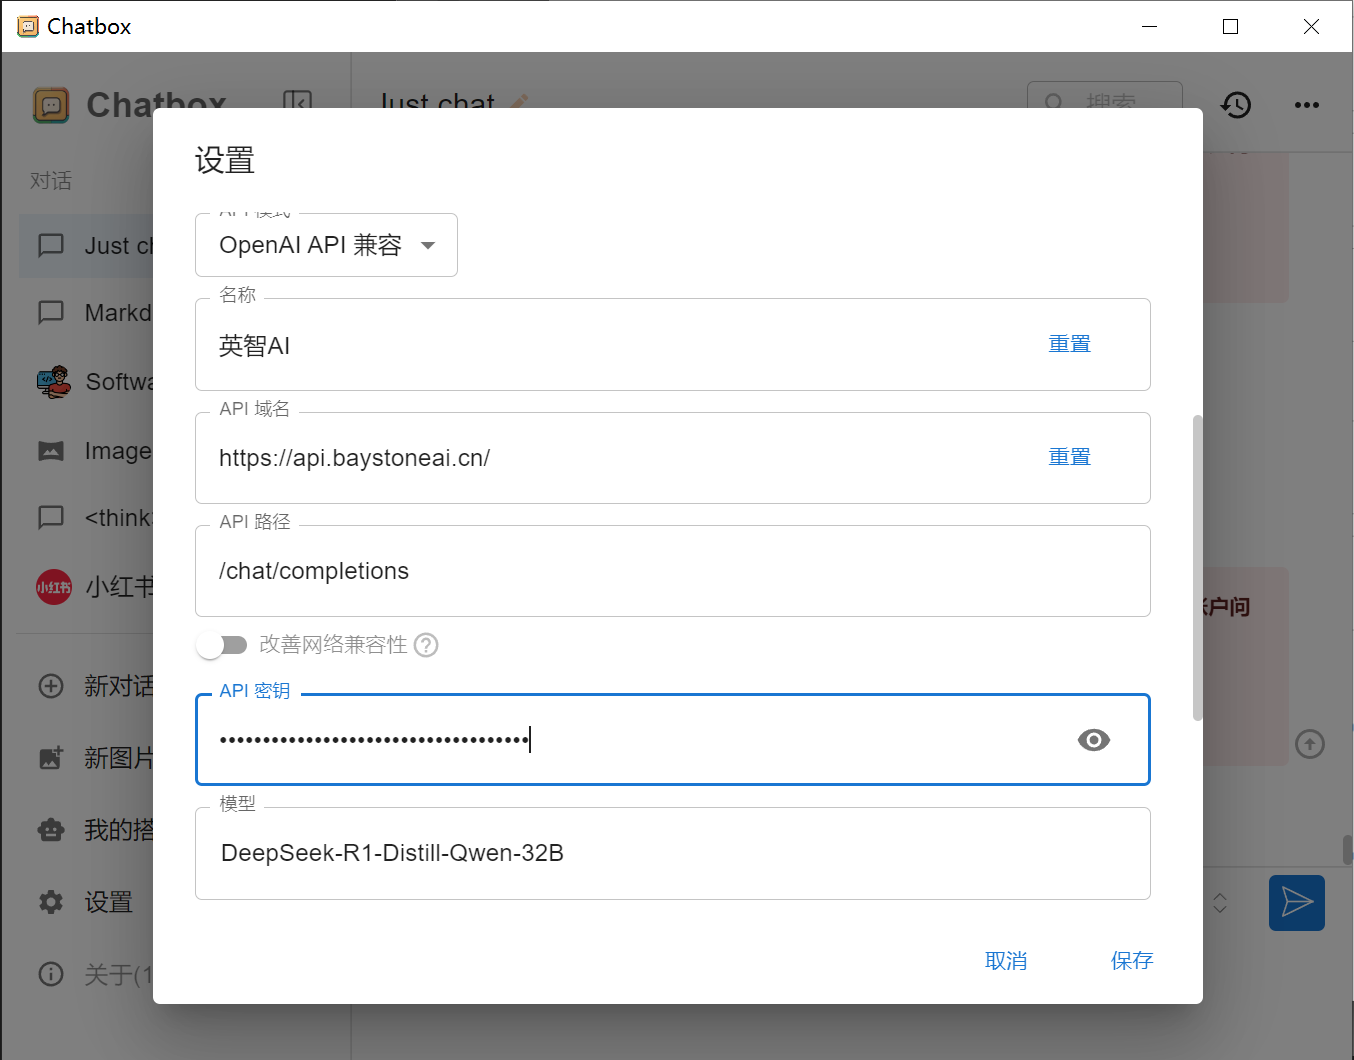 Chatbox
Chatbox
Just chat
搜索
对话
Just ch
Markd
Softwa
Image
<think>
小红书
小红书
新对话
新图片
我的搭
设置
关于(1
设置
API 模式
OpenAI API 兼容
名称
英智AI
重置
API 域名
https://api.baystoneai.cn/
重置
API 路径
/chat/completions
改善网络兼容性
API 密钥
••••••••••••••••••••••••••••••••••••
模型
DeepSeek-R1-Distill-Qwen-32B
取消
保存
账户问